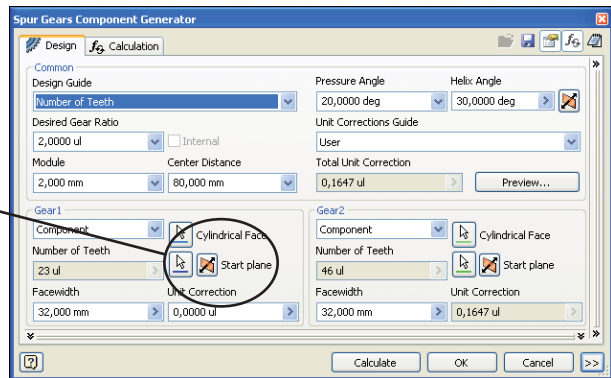 Spur Gears Component Generator
Design fG Calculation
Common
Design Guide Pressure Angle Helix Angle
Number of Teeth 20,0000 deg 30,0000 deg
Desired Gear Ratio Unit Corrections Guide
2,0000 ul Internal User
Module Center Distance Total Unit Correction
2,000 mm 80,000 mm 0,1647 ul Preview...
Gear1 Gear2
Component Cylindrical Face Component Cylindrical Face
Number of Teeth Start plane Number of Teeth Start plane
23 ul 46 ul
Facewidth Unit Correction Facewidth Unit Correction
32,000 mm 0,0000 ul 32,000 mm 0,1647 ul
Calculate OK Cancel >>